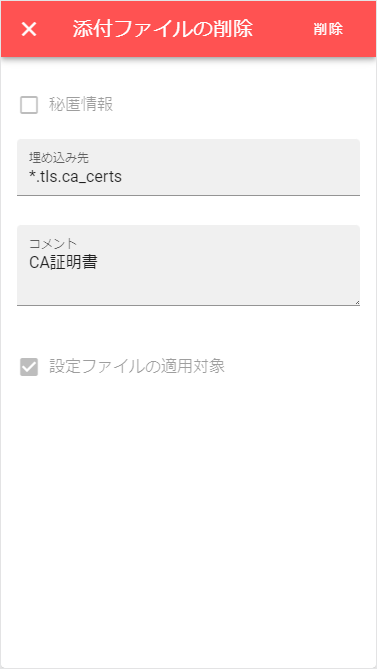 添付ファイルの削除
削除
秘匿情報
埋め込み先
*.tls.ca_certs
コメント
CA証明書
設定ファイルの適用対象